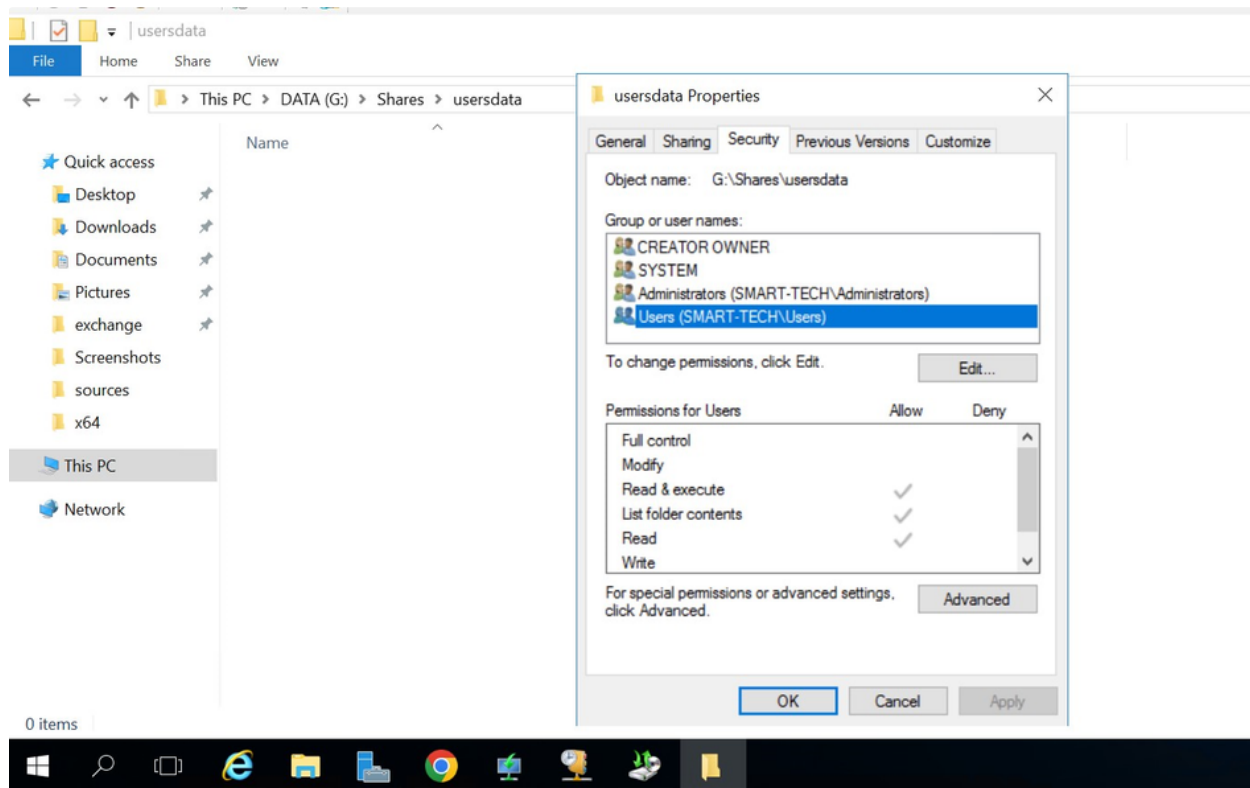 usersdata
File Home Share View
This PC > DATA (G:) > Shares > usersdata
Name
Quick access
Desktop
Downloads
Documents
Pictures
exchange
Screenshots
sources
x64
This PC
Network
0 items
usersdata Properties
General Sharing Security Previous Versions Customize
Object name: G:\Shares\usersdata
Group or user names:
CREATOR OWNER
SYSTEM
Administrators (SMART-TECH\Administrators)
Users (SMART-TECH\Users)
To change permissions, click Edit.
Edit...
Permissions for Users Allow Deny
Full control
Modify
Read & execute
List folder contents
Read
Write
For special permissions or advanced settings,
click Advanced.
Advanced
OK Cancel Apply